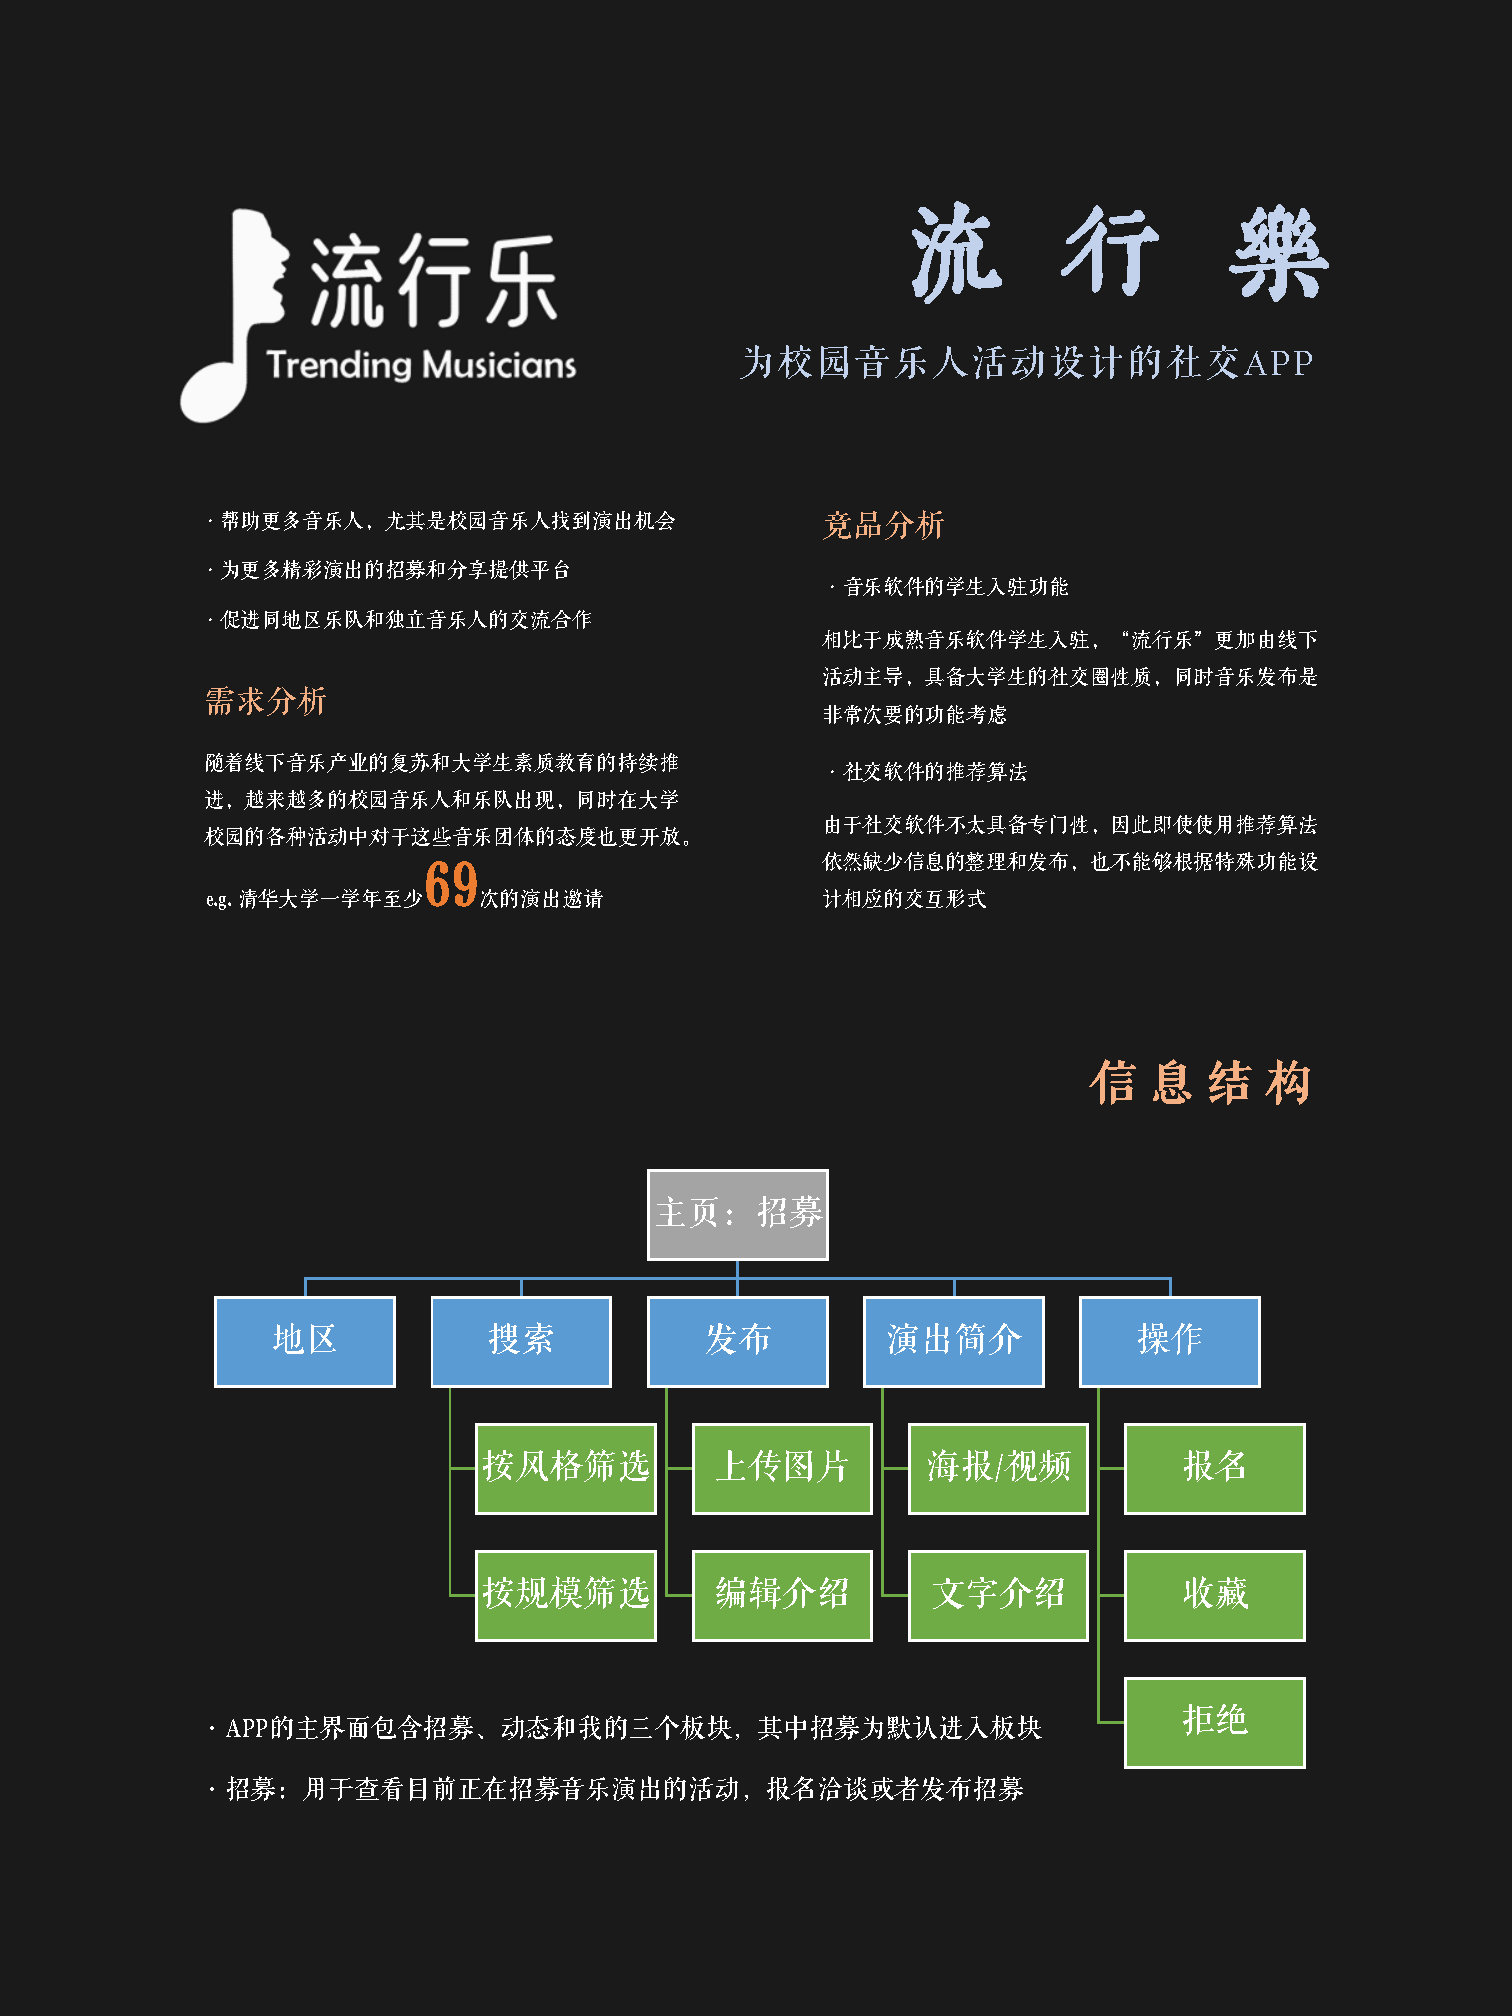 流行乐
Trending Musicians
流 行 樂
为校园音乐人活动设计的社交APP
· 帮助更多音乐人，尤其是校园音乐人找到演出机会
· 为更多精彩演出的招募和分享提供平台
· 促进同地区乐队和独立音乐人的交流合作
需求分析
随着线下音乐产业的复苏和大学生素质教育的持续推
进，越来越多的校园音乐人和乐队出现，同时在大学
校园的各种活动中对于这些音乐团体的态度也更开放。
e.g. 清华大学一学年至少69次的演出邀请
竞品分析
· 音乐软件的学生入驻功能
相比于成熟音乐软件学生入驻，“流行乐”更加由线下
活动主导，具备大学生的社交圈性质，同时音乐发布是
非常次要的功能考虑
· 社交软件的推荐算法
由于社交软件不太具备专门性，因此即使使用推荐算法
依然缺少信息的整理和发布，也不能够根据特殊功能设
计相应的交互形式
信息结构
主页：招募
地区
搜索
发布
演出简介
操作
按风格筛选
上传图片
海报/视频
报名
按规模筛选
编辑介绍
文字介绍
收藏
拒绝
· APP的主界面包含招募、动态和我的三个板块，其中招募为默认进入板块
· 招募：用于查看目前正在招募音乐演出的活动，报名洽谈或者发布招募